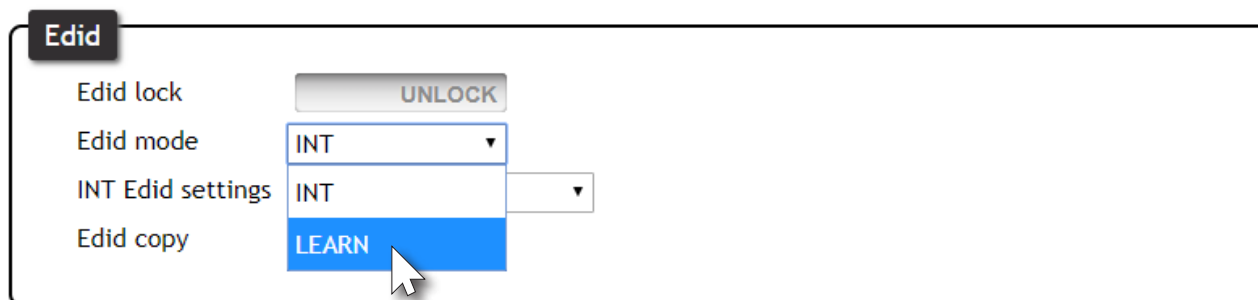 Edid
Edid lock UNLOCK
Edid mode INT
INT Edid settings INT
Edid copy LEARN